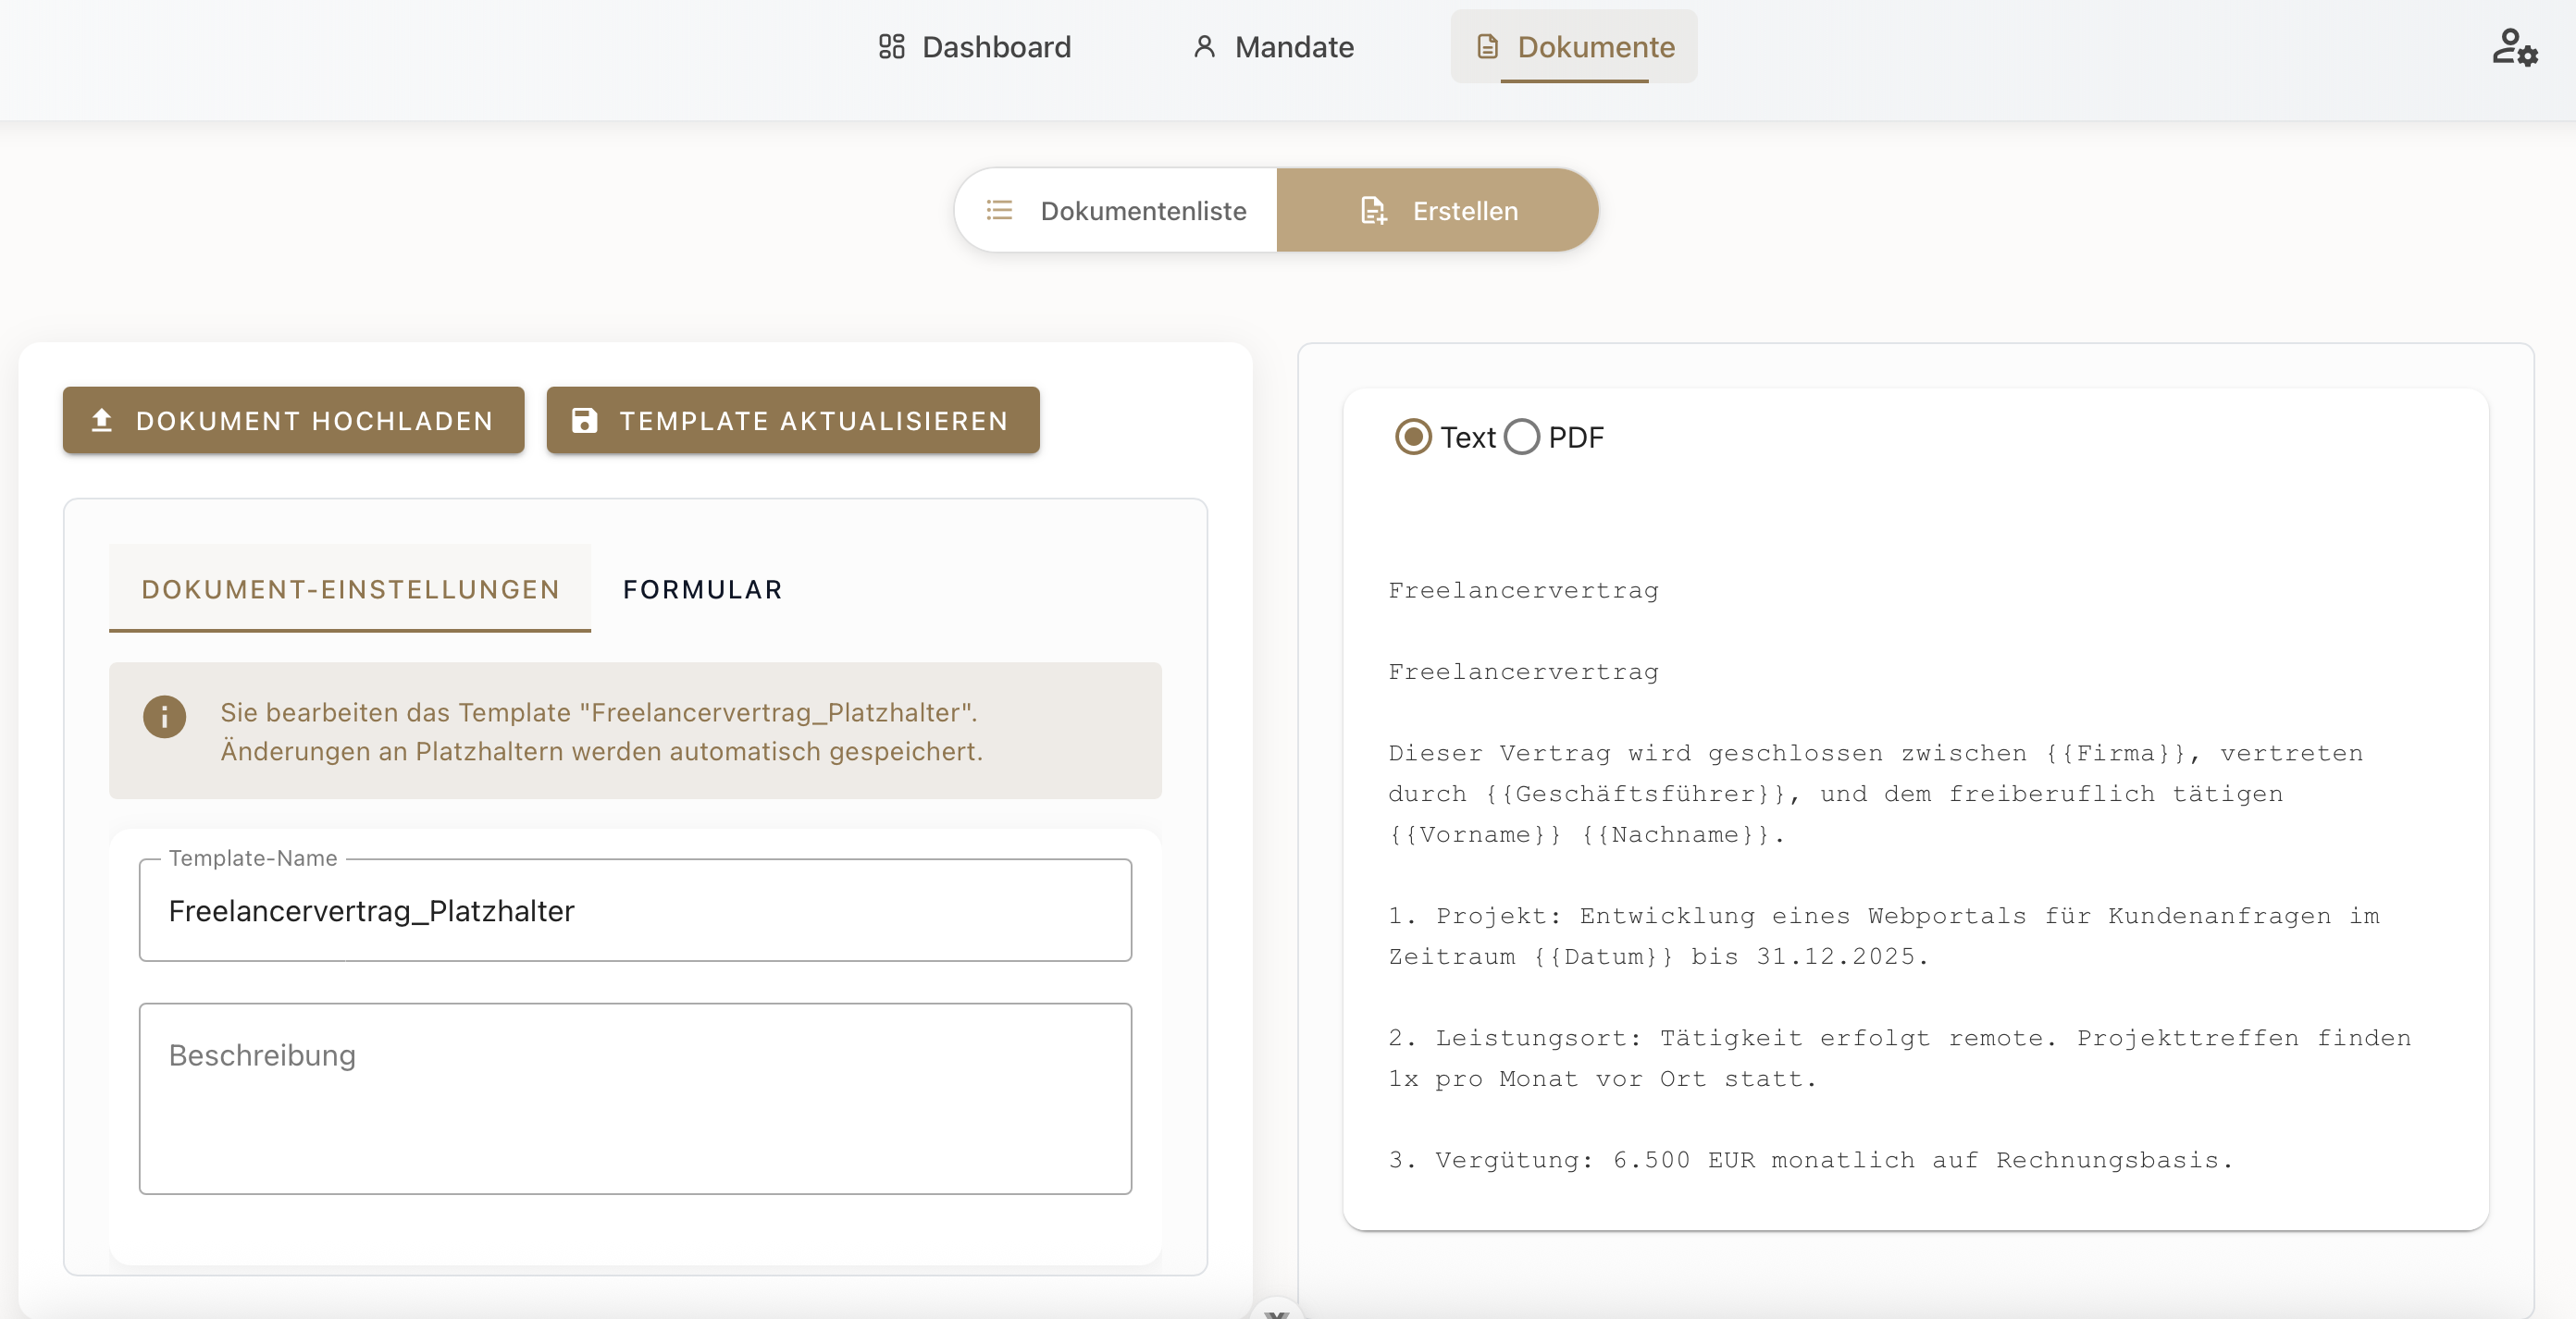 Dashboard
Mandate
Dokumente
Dokumentenliste
Erstellen
DOKUMENT HOCHLADEN
TEMPLATE AKTUALISIEREN
DOKUMENT-EINSTELLUNGEN
FORMULAR
Sie bearbeiten das Template "Freelancervertrag_Platzhalter".
Änderungen an Platzhaltern werden automatisch gespeichert.
Template-Name
Freelancervertrag_Platzhalter
Beschreibung
Text
PDF
Freelancervertrag
Freelancervertrag
Dieser Vertrag wird geschlossen zwischen {{Firma}}, vertreten
durch {{Geschäftsführer}}, und dem freiberuflich tätigen
{{Vorname}} {{Nachname}}.
1. Projekt: Entwicklung eines Webportals für Kundenanfragen im
Zeitraum {{Datum}} bis 31.12.2025.
2. Leistungsort: Tätigkeit erfolgt remote. Projekttreffen finden
1x pro Monat vor Ort statt.
3. Vergütung: 6.500 EUR monatlich auf Rechnungsbasis.